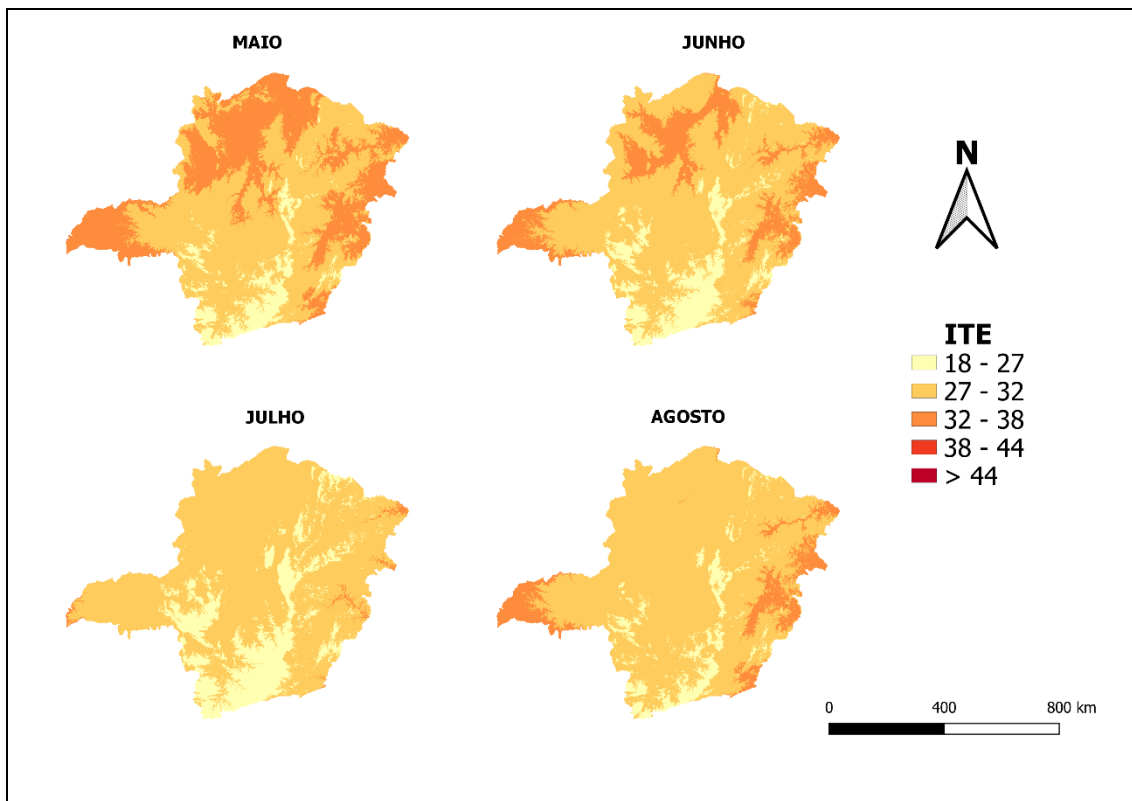 MAIO
JUNHO
N
ITE
18 - 27
27 - 32
32 - 38
38 - 44
> 44
JULHO
AGOSTO
0 400 800 km